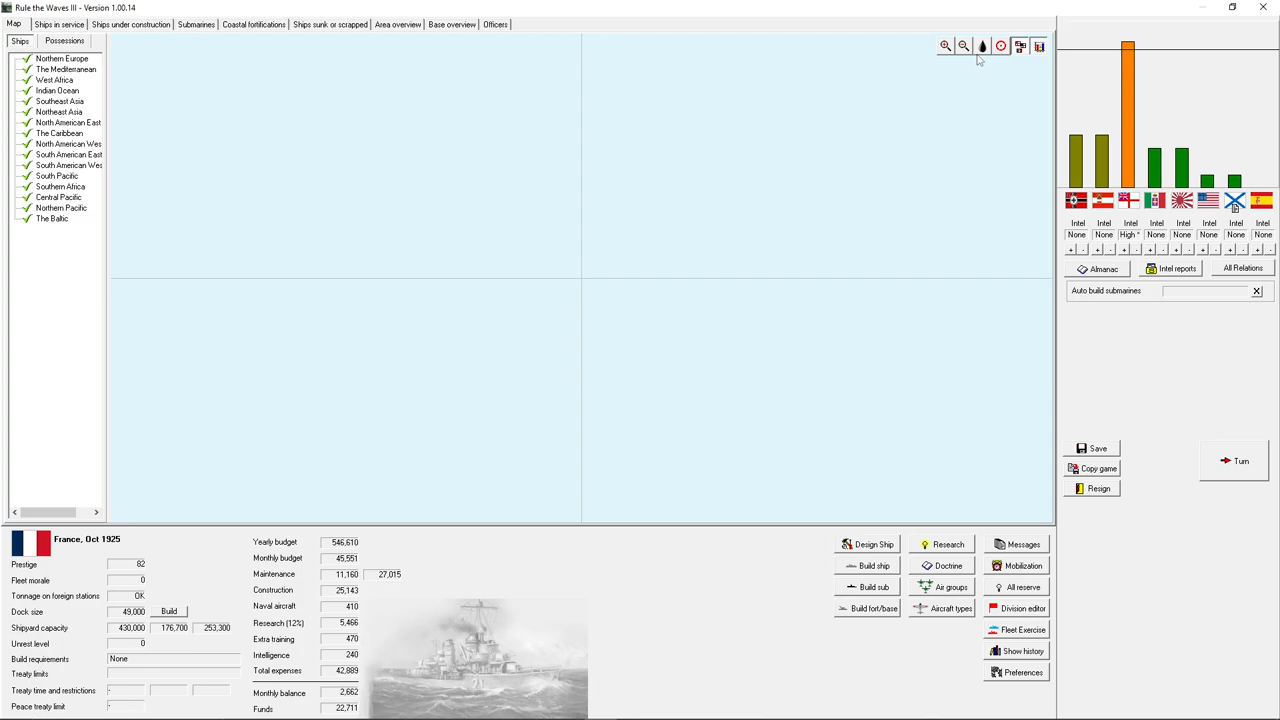 Rule the Waves III - Version 1.00.14
Map
Ships in service
Ships under construction
Submarines
Coastal fortifications
Ships sunk or scrapped
Area overview
Base overview
Officers
Ships
Possessions
Northern Europe
The Mediterranean
West Africa
Indian Ocean
Southeast Asia
Northeast Asia
North American East
The Caribbean
North American Wes
South American East
South American Wes
South Pacific
Southern Africa
Central Pacific
Northern Pacific
The Baltic
Intel Intel Intel Intel Intel Intel Intel Intel
None None High * None None None None None
+ - + - + - + - + - + - + - + -
Almanac
Intel reports
All Relations
Auto build submarines
X
Save
Copy game
Resign
Turn
France, Oct 1925
Prestige 82
Fleet morale 0
Tonnage on foreign stations OK
Dock size 49,000 Build
Shipyard capacity 430,000 176,700 253,300
Unrest level 0
Build requirements None
Treaty limits
Treaty time and restrictions -
Peace treaty limit -
Yearly budget 546,610
Monthly budget 45,551
Maintenance 11,160 27,015
Construction 25,143
Naval aircraft 410
Research (12%) 5,466
Extra training 470
Intelligence 240
Total expenses 42,889
Monthly balance 2,662
Funds 22,711
Design Ship
Build ship
Build sub
Build fort/base
Research
Doctrine
Air groups
Aircraft types
Messages
Mobilization
All reserve
Division editor
Fleet Exercise
Show history
Preferences